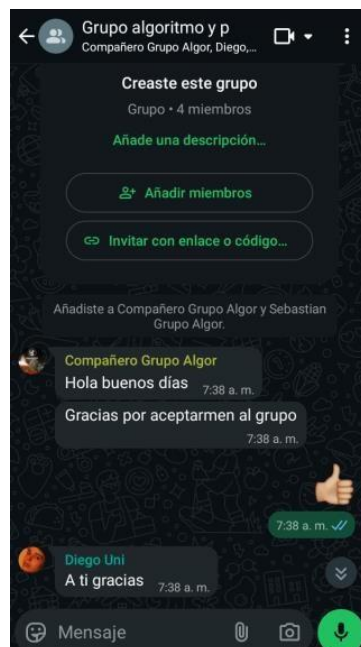 Grupo algoritmo y p
Compañero Grupo Algor, Diego,...
Creaste este grupo
Grupo • 4 miembros
Añade una descripción...
Añadir miembros
Invitar con enlace o código...
Añadiste a Compañero Grupo Algor y Sebastian
Grupo Algor.
Compañero Grupo Algor
Hola buenos días 7:38 a. m.
Gracias por aceptarmen al grupo
7:38 a. m.
7:38 a. m.
Diego Uni
A ti gracias 7:38 a. m.
Mensaje